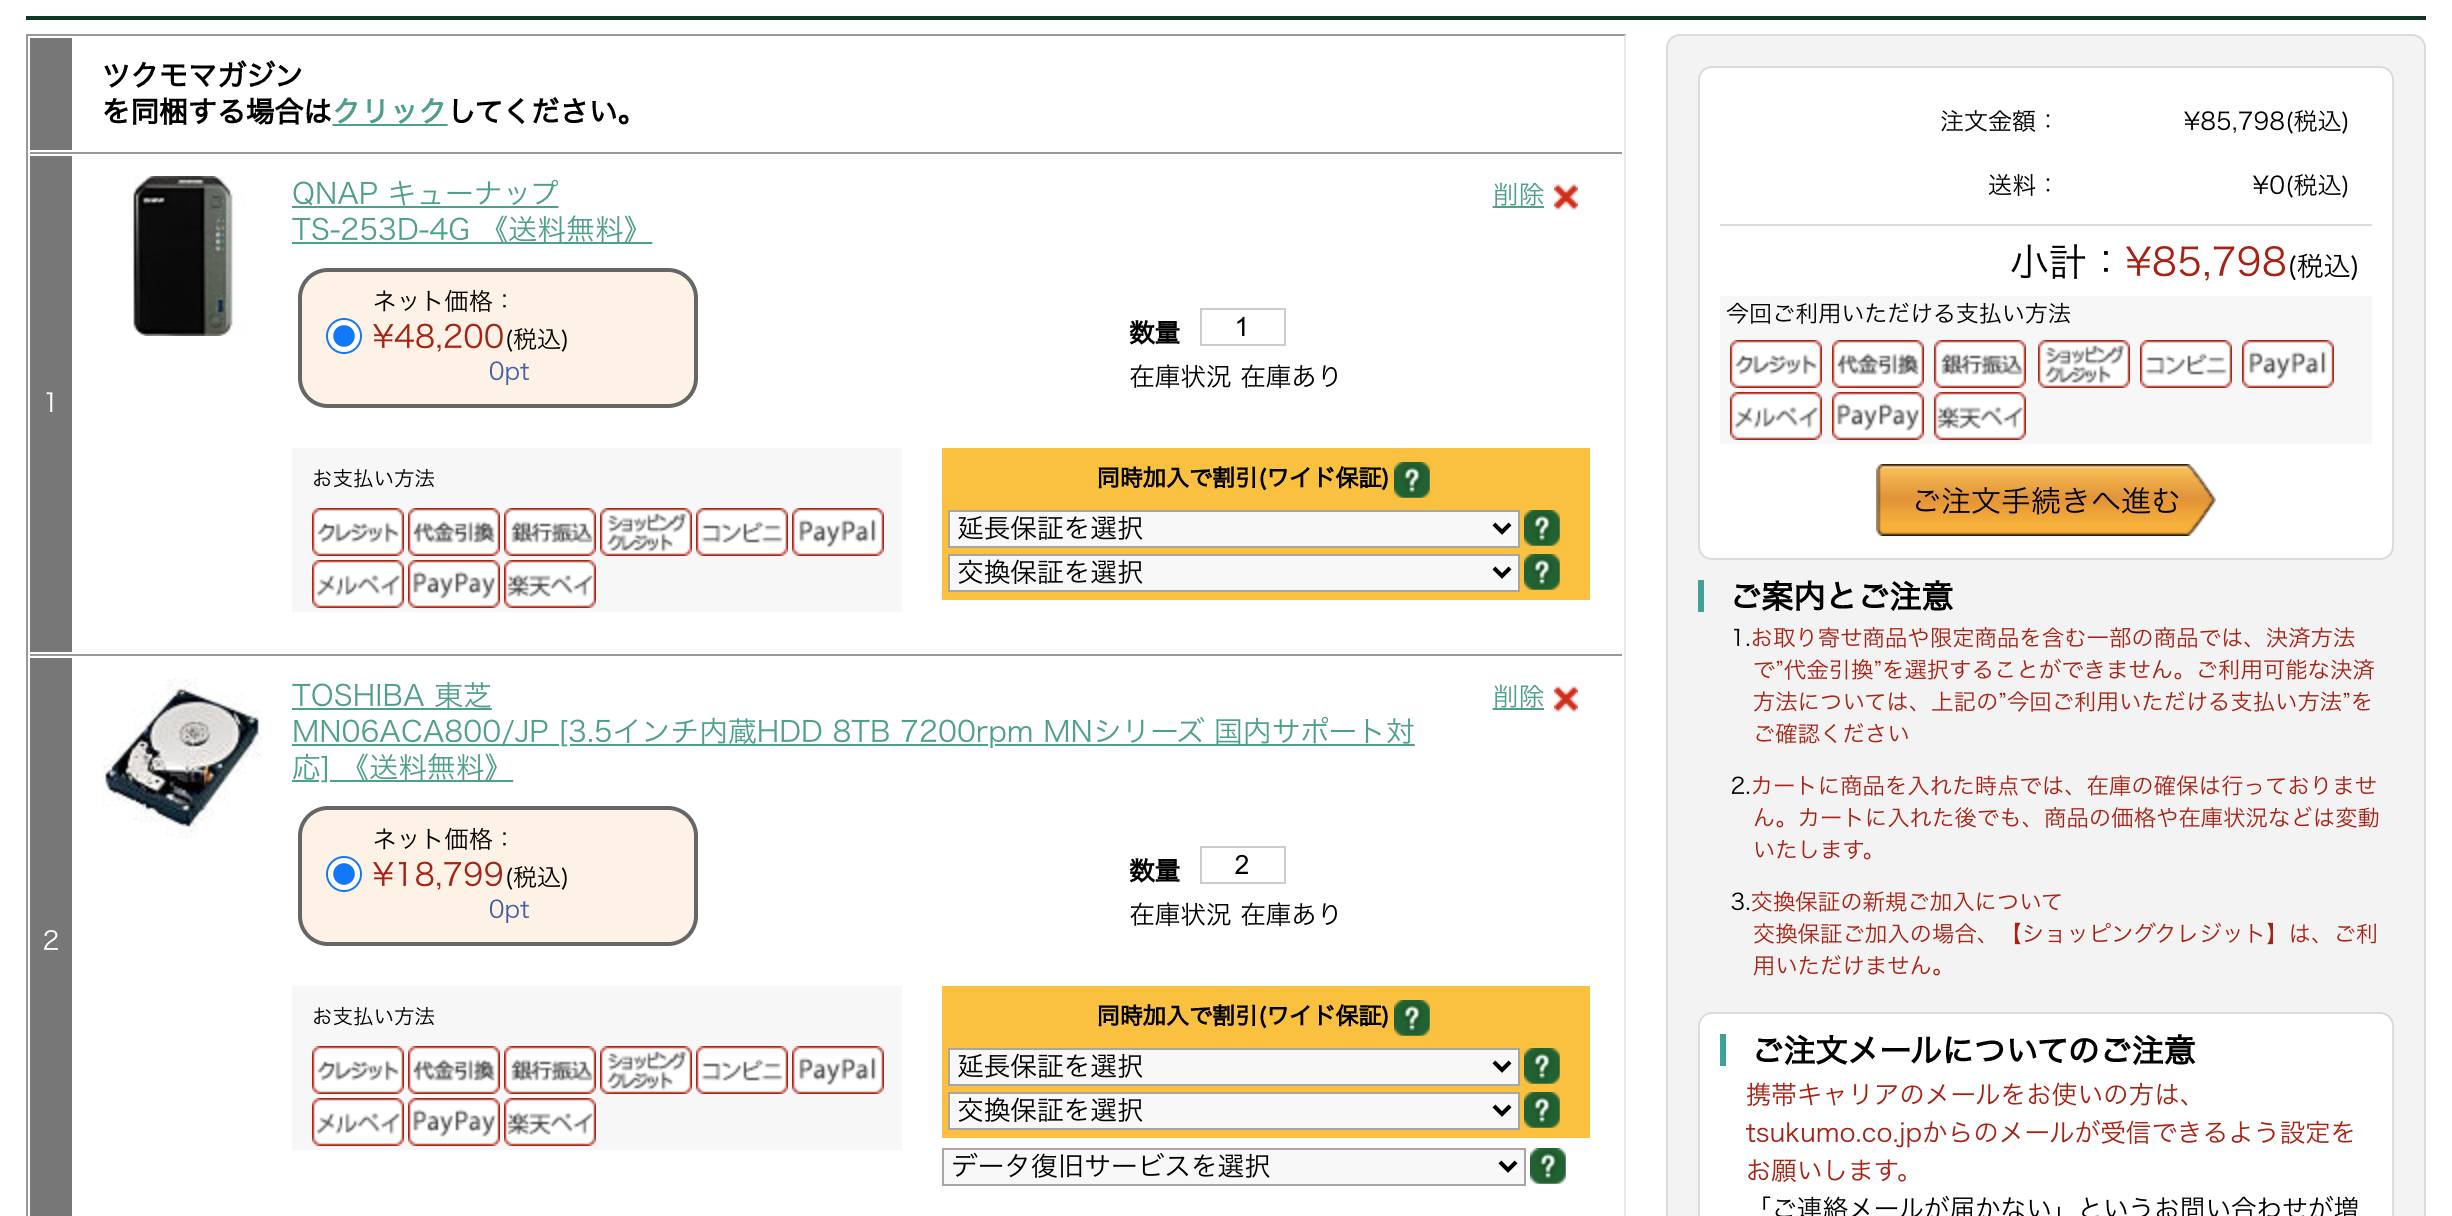 ツクモマガジン
を同梱する場合はクリックしてください。
1
QNAP キューナップ
TS-253D-4G 《送料無料》
削除
ネット価格：
¥48,200(税込)
0pt
数量 1
在庫状況 在庫あり
お支払い方法
クレジット 代金引換 銀行振込 ショッピングクレジット コンビニ PayPal
メルペイ PayPay 楽天ペイ
同時加入で割引(ワイド保証) ?
延長保証を選択 ?
交換保証を選択 ?
2
TOSHIBA 東芝
MN06ACA800/JP [3.5インチ内蔵HDD 8TB 7200rpm MNシリーズ 国内サポート対
応] 《送料無料》
削除
ネット価格：
¥18,799(税込)
0pt
数量 2
在庫状況 在庫あり
お支払い方法
クレジット 代金引換 銀行振込 ショッピングクレジット コンビニ PayPal
メルペイ PayPay 楽天ペイ
同時加入で割引(ワイド保証) ?
延長保証を選択 ?
交換保証を選択 ?
データ復旧サービスを選択 ?
注文金額： ¥85,798(税込)
送料： ¥0(税込)
小計：¥85,798(税込)
今回ご利用いただける支払い方法
クレジット 代金引換 銀行振込 ショッピングクレジット コンビニ PayPal
メルペイ PayPay 楽天ペイ
ご注文手続きへ進む
ご案内とご注意
1.お取り寄せ商品や限定商品を含む一部の商品では、決済方法
で”代金引換”を選択することができません。ご利用可能な決済
方法については、上記の”今回ご利用いただける支払い方法”を
ご確認ください
2.カートに商品を入れた時点では、在庫の確保は行っておりませ
ん。カートに入れた後でも、商品の価格や在庫状況などは変動
いたします。
3.交換保証の新規ご加入について
交換保証ご加入の場合、【ショッピングクレジット】は、ご利
用いただけません。
ご注文メールについてのご注意
携帯キャリアのメールをお使いの方は、
tsukumo.co.jpからのメールが受信できるよう設定を
お願いします。
「ご連絡メールが届かない」というお問い合わせが増